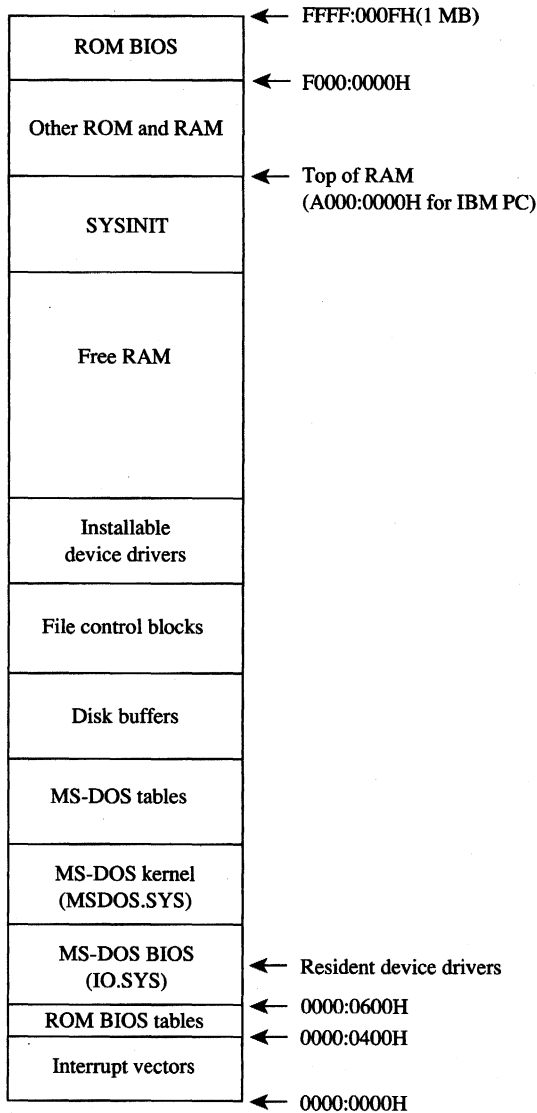 FFFF:000FH(1 MB)
ROM BIOS
F000:0000H
Other ROM and RAM
Top of RAM
(A000:0000H for IBM PC)
SYSINIT
Free RAM
Installable
device drivers
File control blocks
Disk buffers
MS-DOS tables
MS-DOS kernel
(MSDOS.SYS)
MS-DOS BIOS
(IO.SYS)
Resident device drivers
0000:0600H
ROM BIOS tables
0000:0400H
Interrupt vectors
0000:0000H